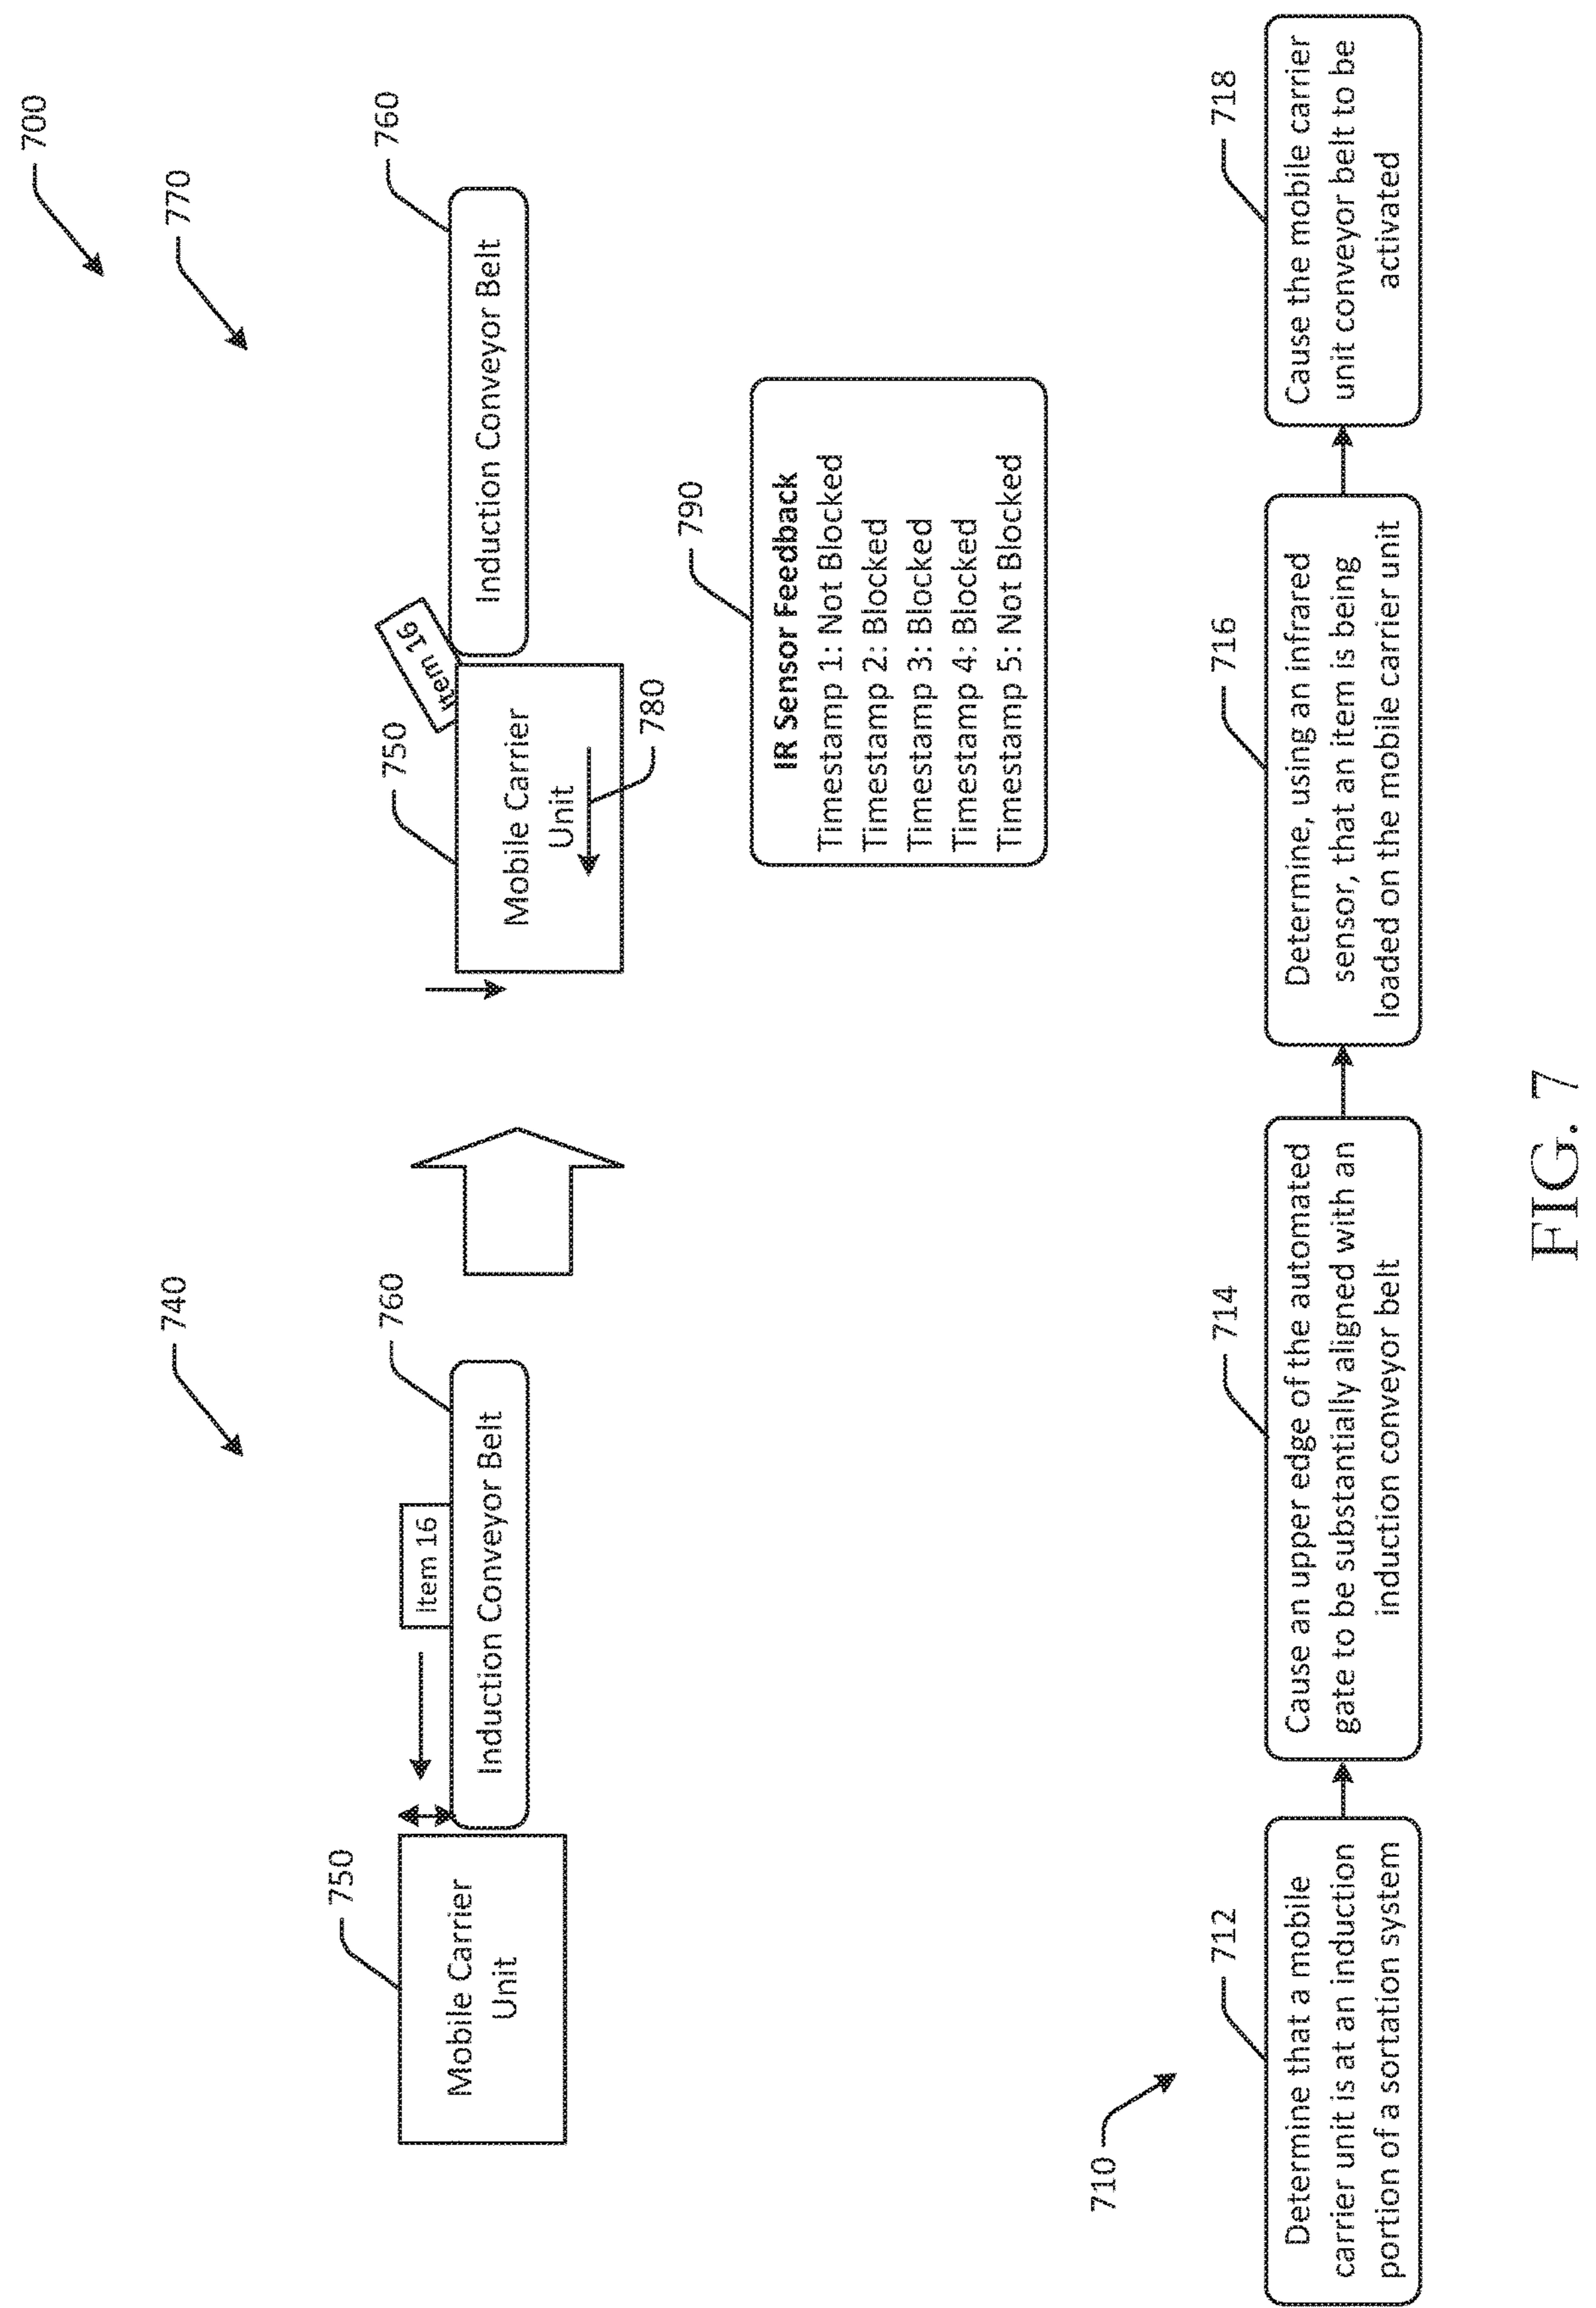 700
740
770
750
760
750
760
Item 16
Item 16
Mobile Carrier
Unit
Induction Conveyor Belt
Mobile Carrier
Unit
Induction Conveyor Belt
780
790
IR Sensor Feedback
Timestamp 1: Not Blocked
Timestamp 2: Blocked
Timestamp 3: Blocked
Timestamp 4: Blocked
Timestamp 5: Not Blocked
710
712
714
716
718
Determine that a mobile
carrier unit is at an induction
portion of a sortation system
Cause an upper edge of the automated
gate to be substantially aligned with an
induction conveyor belt
Determine, using an infrared
sensor, that an item is being
loaded on the mobile carrier unit
Cause the mobile carrier
unit conveyor belt to be
activated
FIG. 7